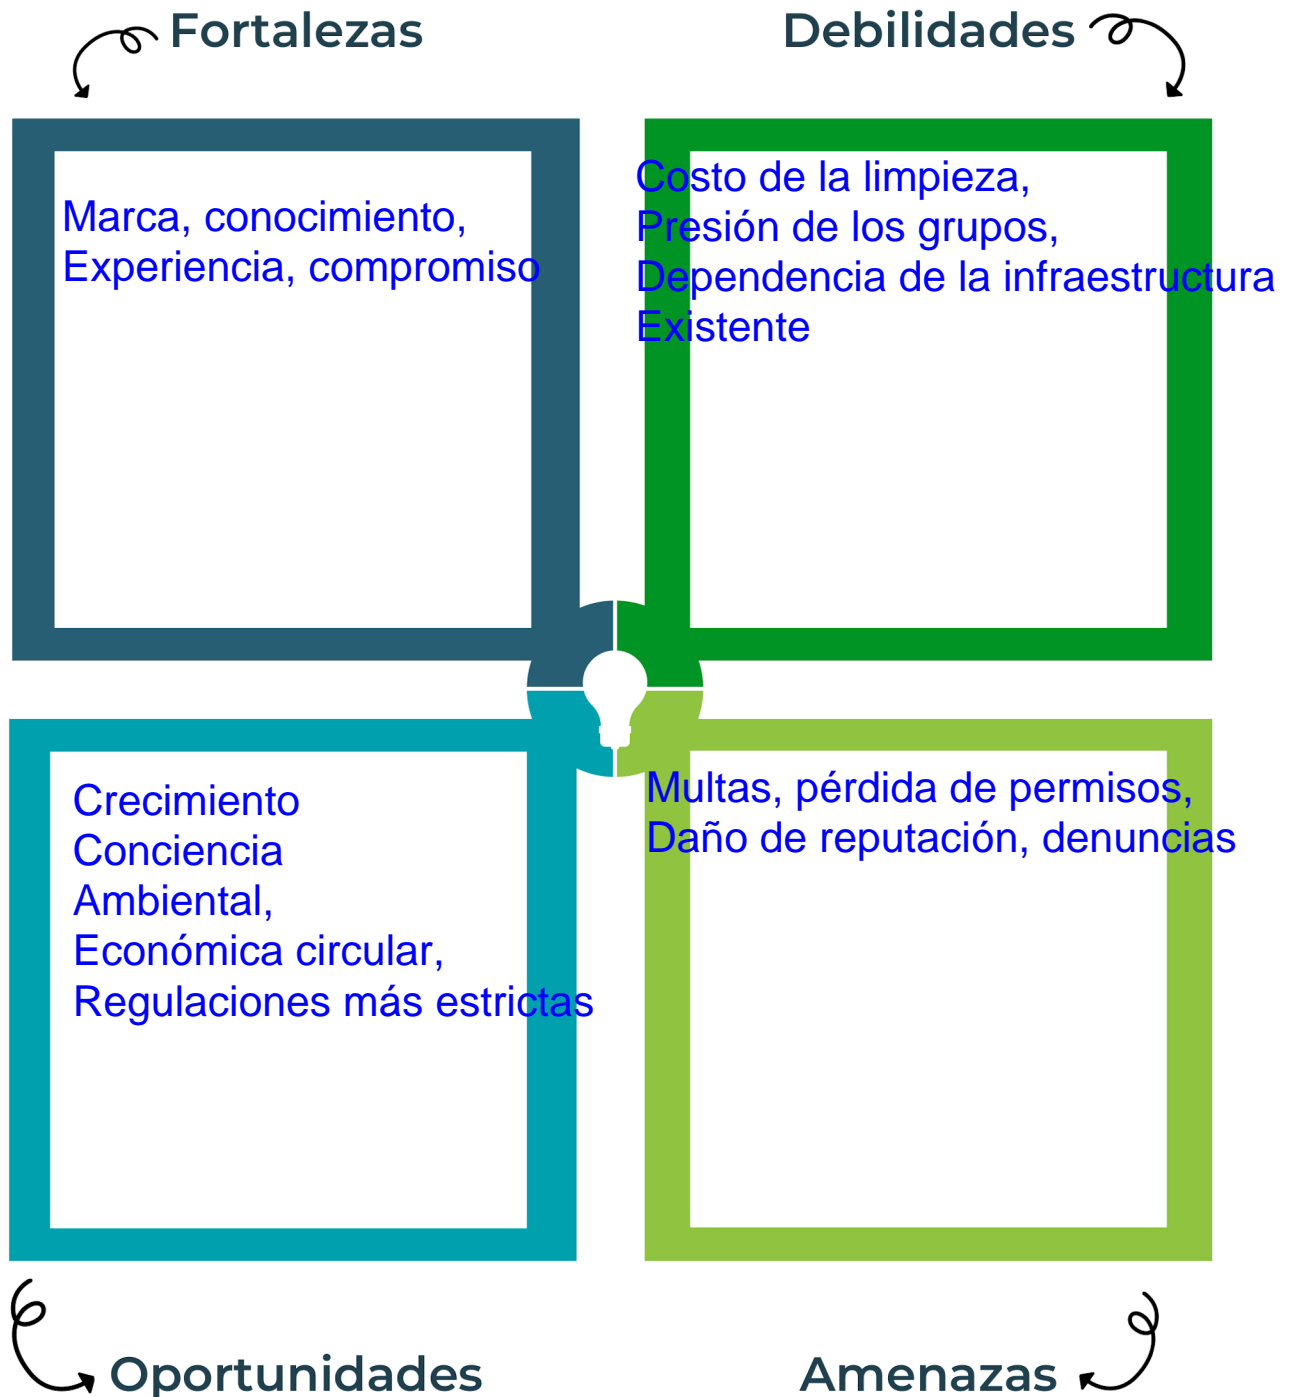 Fortalezas
Debilidades
Marca, conocimiento,
Experiencia, compromiso
Costo de la limpieza,
Presión de los grupos,
Dependencia de la infraestructura
Existente
Crecimiento
Conciencia
Ambiental,
Económica circular,
Regulaciones más estrictas
Multas, pérdida de permisos,
Daño de reputación, denuncias
Oportunidades
Amenazas